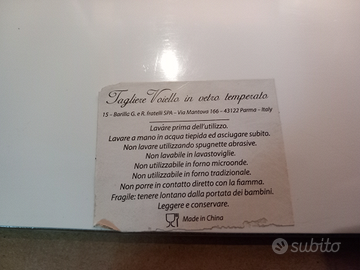 Tagliere Voiello in vetro temperato
15 – Barilla G. e R. Fratelli SPA - Via Mantova 166 - 43122 Parma – Italy
Lavare prima dell'utilizzo.
Lavare a mano in acqua tiepida ed asciugare subito.
Non lavare utilizzando spugnette abrasive.
Non lavabile in lavastoviglie.
Non utilizzabile in forno microonde.
Non utilizzabile in forno tradizionale.
Non porre in contatto diretto con la fiamma.
Fragile: tenere lontano dalla portata dei bambini.
Leggere e conservare.
Made in China
subito